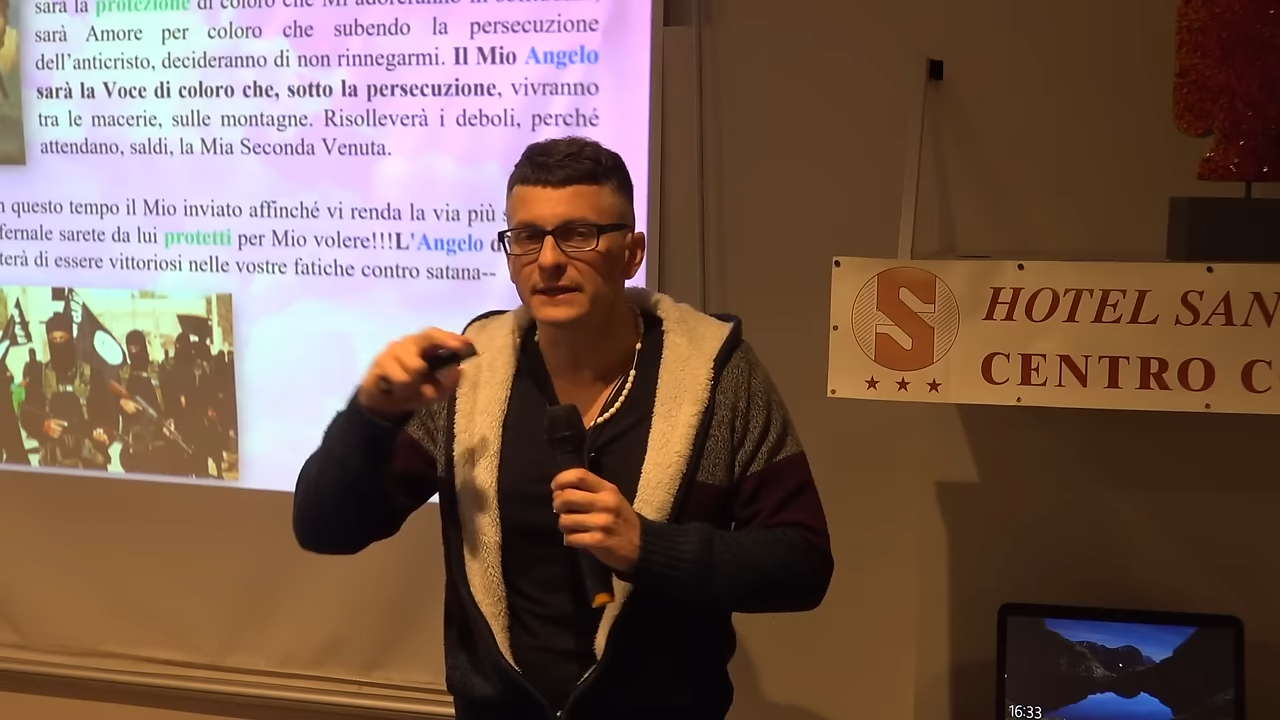 sarà la protezione di coloro che Mi adoreranno in
sarà Amore per coloro che subendo la persecuzione
dell'anticristo, decideranno di non rinnegarmi. Il Mio Angelo
sarà la Voce di coloro che, sotto la persecuzione, vivranno
tra le macerie, sulle montagne. Risolleverà i deboli, perché
attendano, saldi, la Mia Seconda Venuta.
questo tempo il Mio inviato affinché vi renda la via più
sarete da lui protetti per Mio volere!!!L'Angelo
di essere vittoriosi nelle vostre fatiche contro satana--
S
HOTEL SAN
CENTRO C
16:33